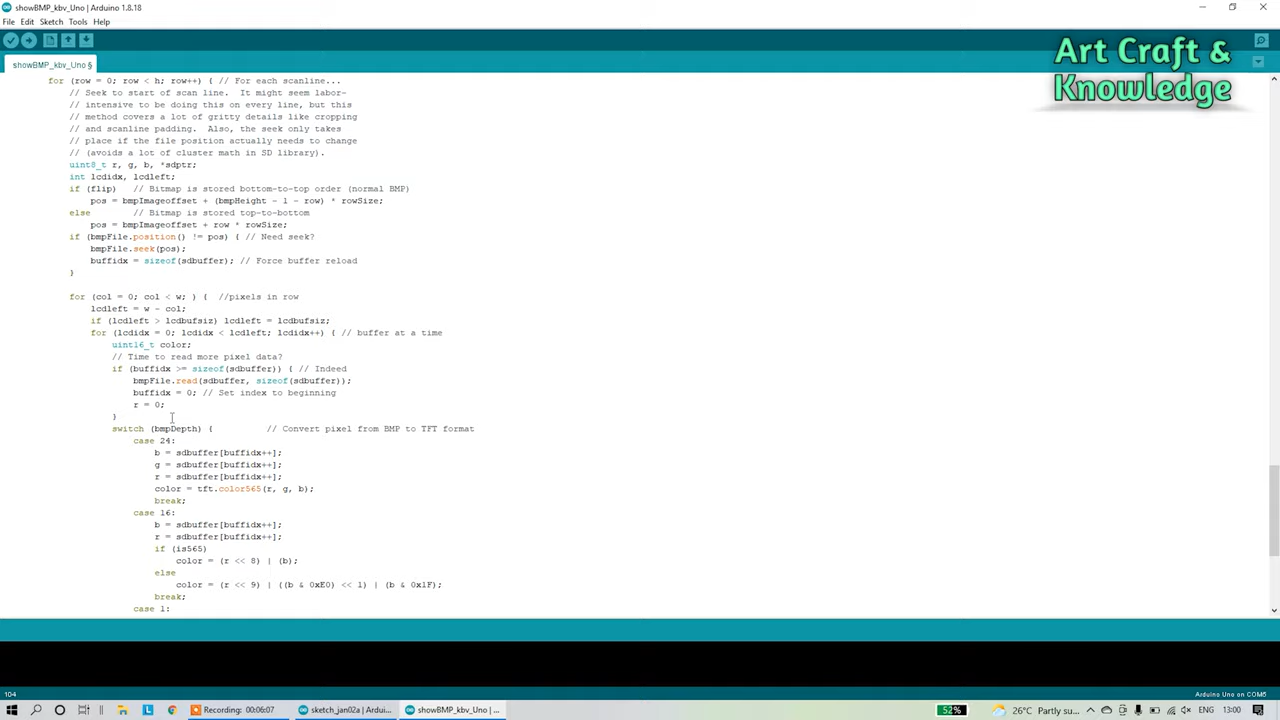 showBMP_kbv_Uno | Arduino 1.8.18
File Edit Sketch Tools Help
Art Craft &
Knowledge
showBMP_kbv_Uno §
for (row = 0; row < h; row++) { // For each scanline...
// Seek to start of scan line.  It might seem labor-
// intensive to be doing this on every line, but this
// method covers a lot of gritty details like cropping
// and scanline padding.  Also, the seek only takes
// place if the file position actually needs to change
// (avoids a lot of cluster math in SD library).
uint8_t r, g, b, *sdptr;
int lcdidx, lcdleft;
if (flip)   // Bitmap is stored bottom-to-top order (normal BMP)
pos = bmpImageoffset + (bmpHeight - 1 - row) * rowSize;
else        // Bitmap is stored top-to-bottom
pos = bmpImageoffset + row * rowSize;
if (bmpFile.position() != pos) { // Need seek?
bmpFile.seek(pos);
buffidx = sizeof(sdbuffer); // Force buffer reload
}
for (col = 0; col < w; ) {  //pixels in row
lcdleft = w - col;
if (lcdleft > lcdbufsiz) lcdleft = lcdbufsiz;
for (lcdidx = 0; lcdidx < lcdleft; lcdidx++) { // buffer at a time
uint16_t color;
// Time to read more pixel data?
if (buffidx >= sizeof(sdbuffer)) { // Indeed
bmpFile.read(sdbuffer, sizeof(sdbuffer));
buffidx = 0; // Set index to beginning
r = 0;
}
switch (bmpDepth) {          // Convert pixel from BMP to TFT format
case 24:
b = sdbuffer[buffidx++];
g = sdbuffer[buffidx++];
r = sdbuffer[buffidx++];
color = tft.color565(r, g, b);
break;
case 16:
b = sdbuffer[buffidx++];
r = sdbuffer[buffidx++];
if (is565)
color = (r << 8) | (b);
else
color = (r << 9) | ((b & 0xE0) << 1) | (b & 0x1F);
break;
case 1:
104
Arduino Uno on COM5
Recording: 00:06:07
sketch_jan02a | Ardui...
showBMP_kbv_Uno | ...
52%
26°C Partly su...
ENG
13:00